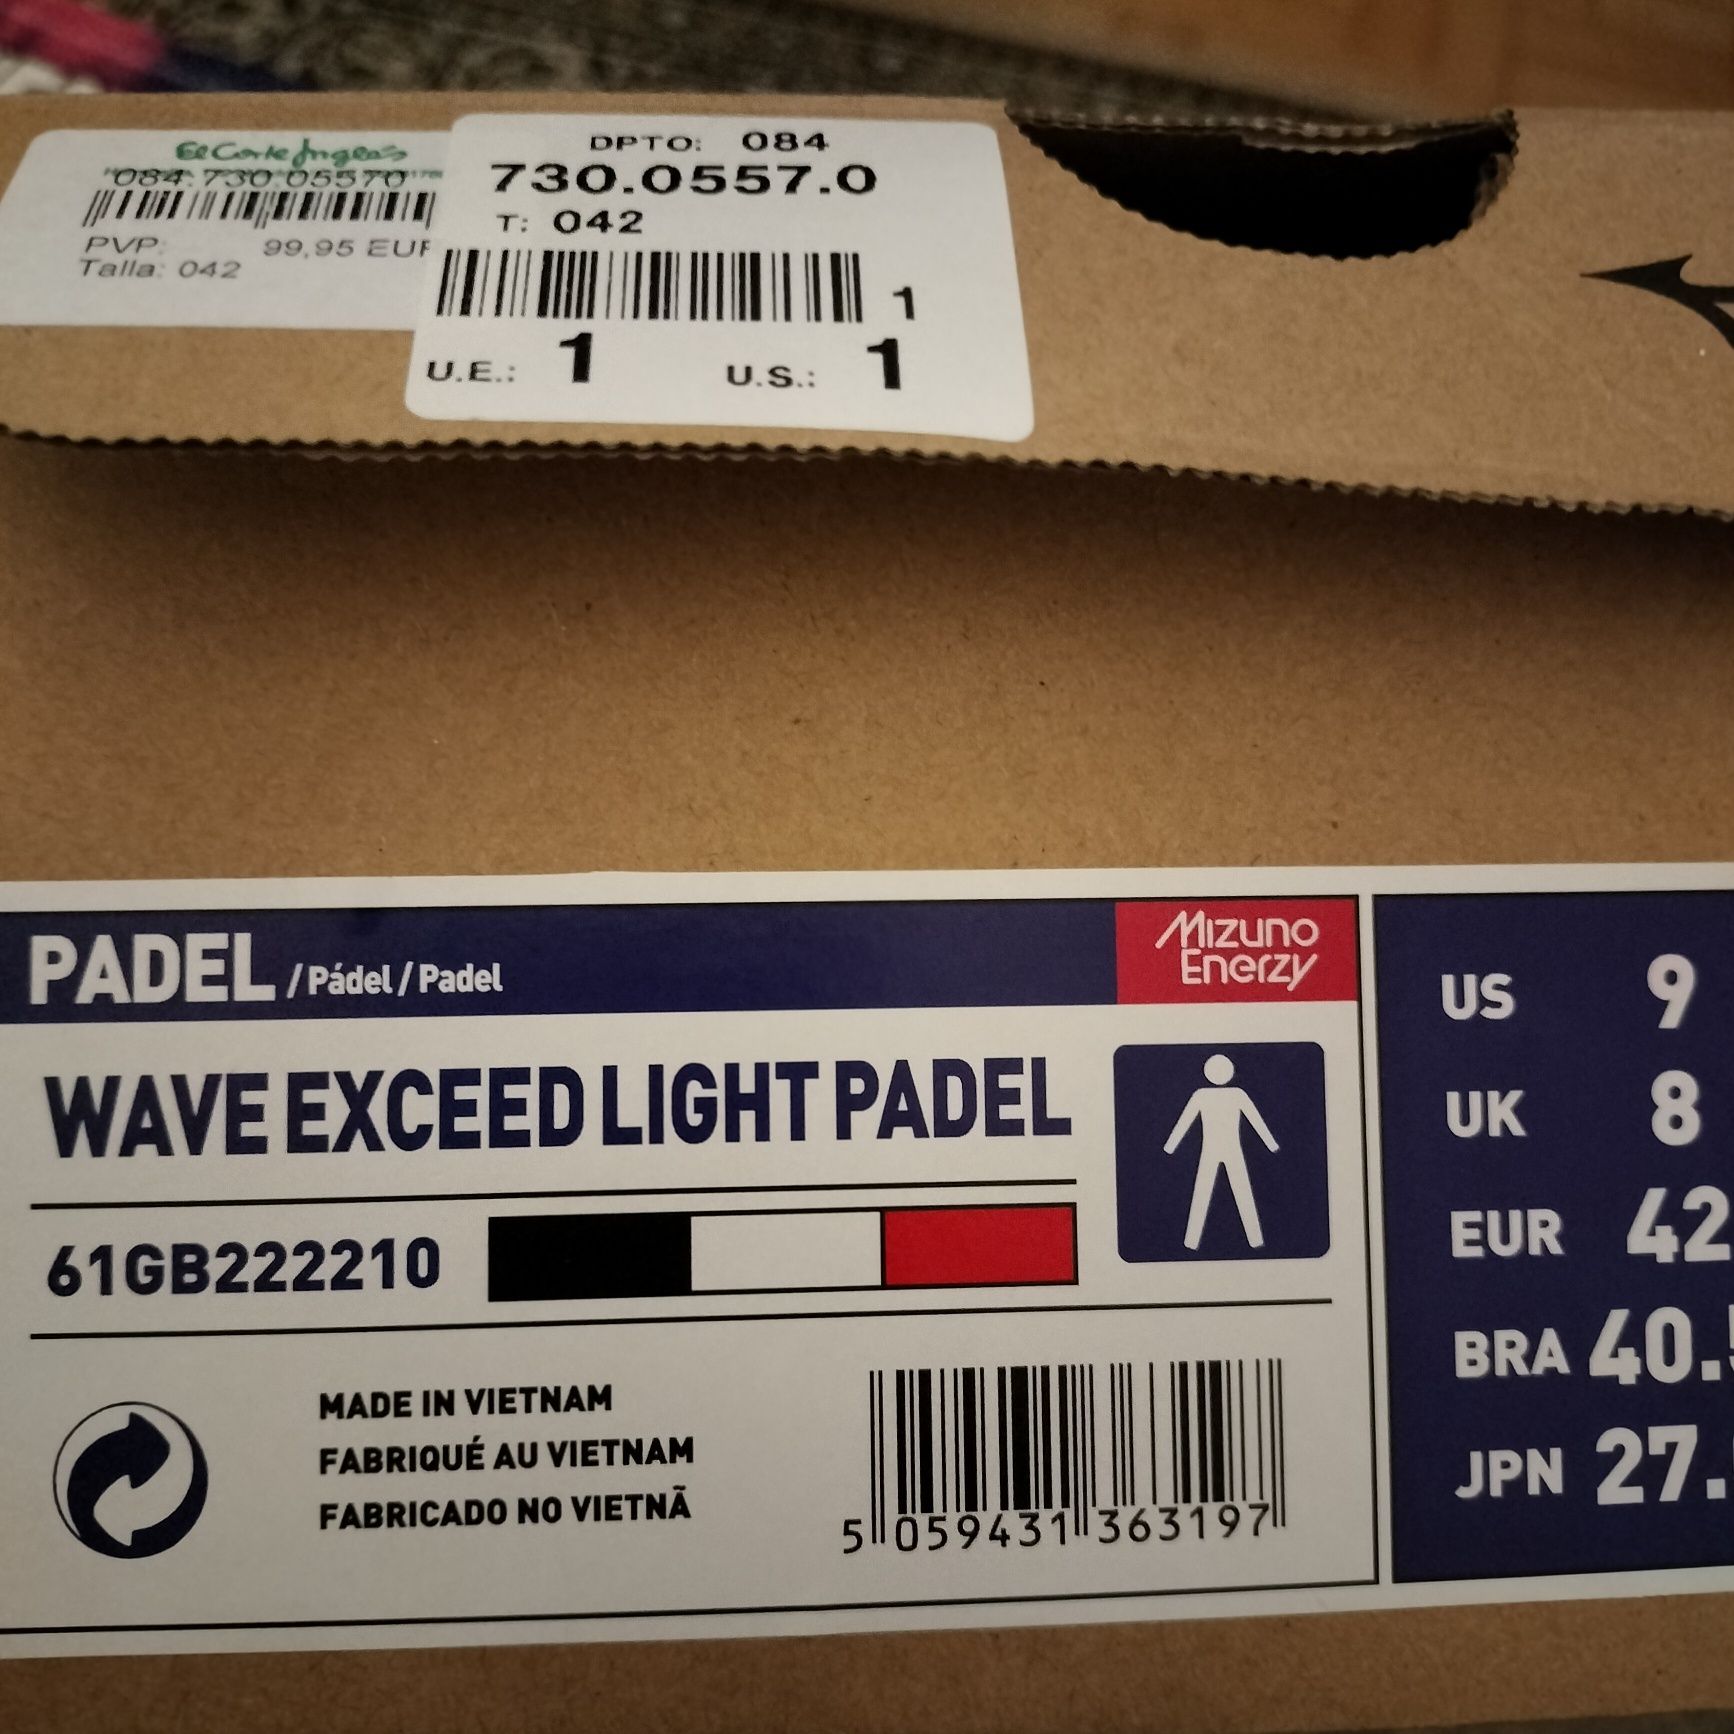 El Corte Inglés
084.730.05570
PVP: 99,95 EUR
Talla: 042
DPTO: 084
730.0557.0
T: 042
1
U.E.: 1 U.S.: 1
PADEL /Pádel/Padel
Mizuno
Enerzy
WAVE EXCEED LIGHT PADEL
61GB222210
MADE IN VIETNAM
FABRIQUÉ AU VIETNAM
FABRICADO NO VIETNÃ
5 059431 363197
US 9
UK 8
EUR 42
BRA 40.
JPN 27.